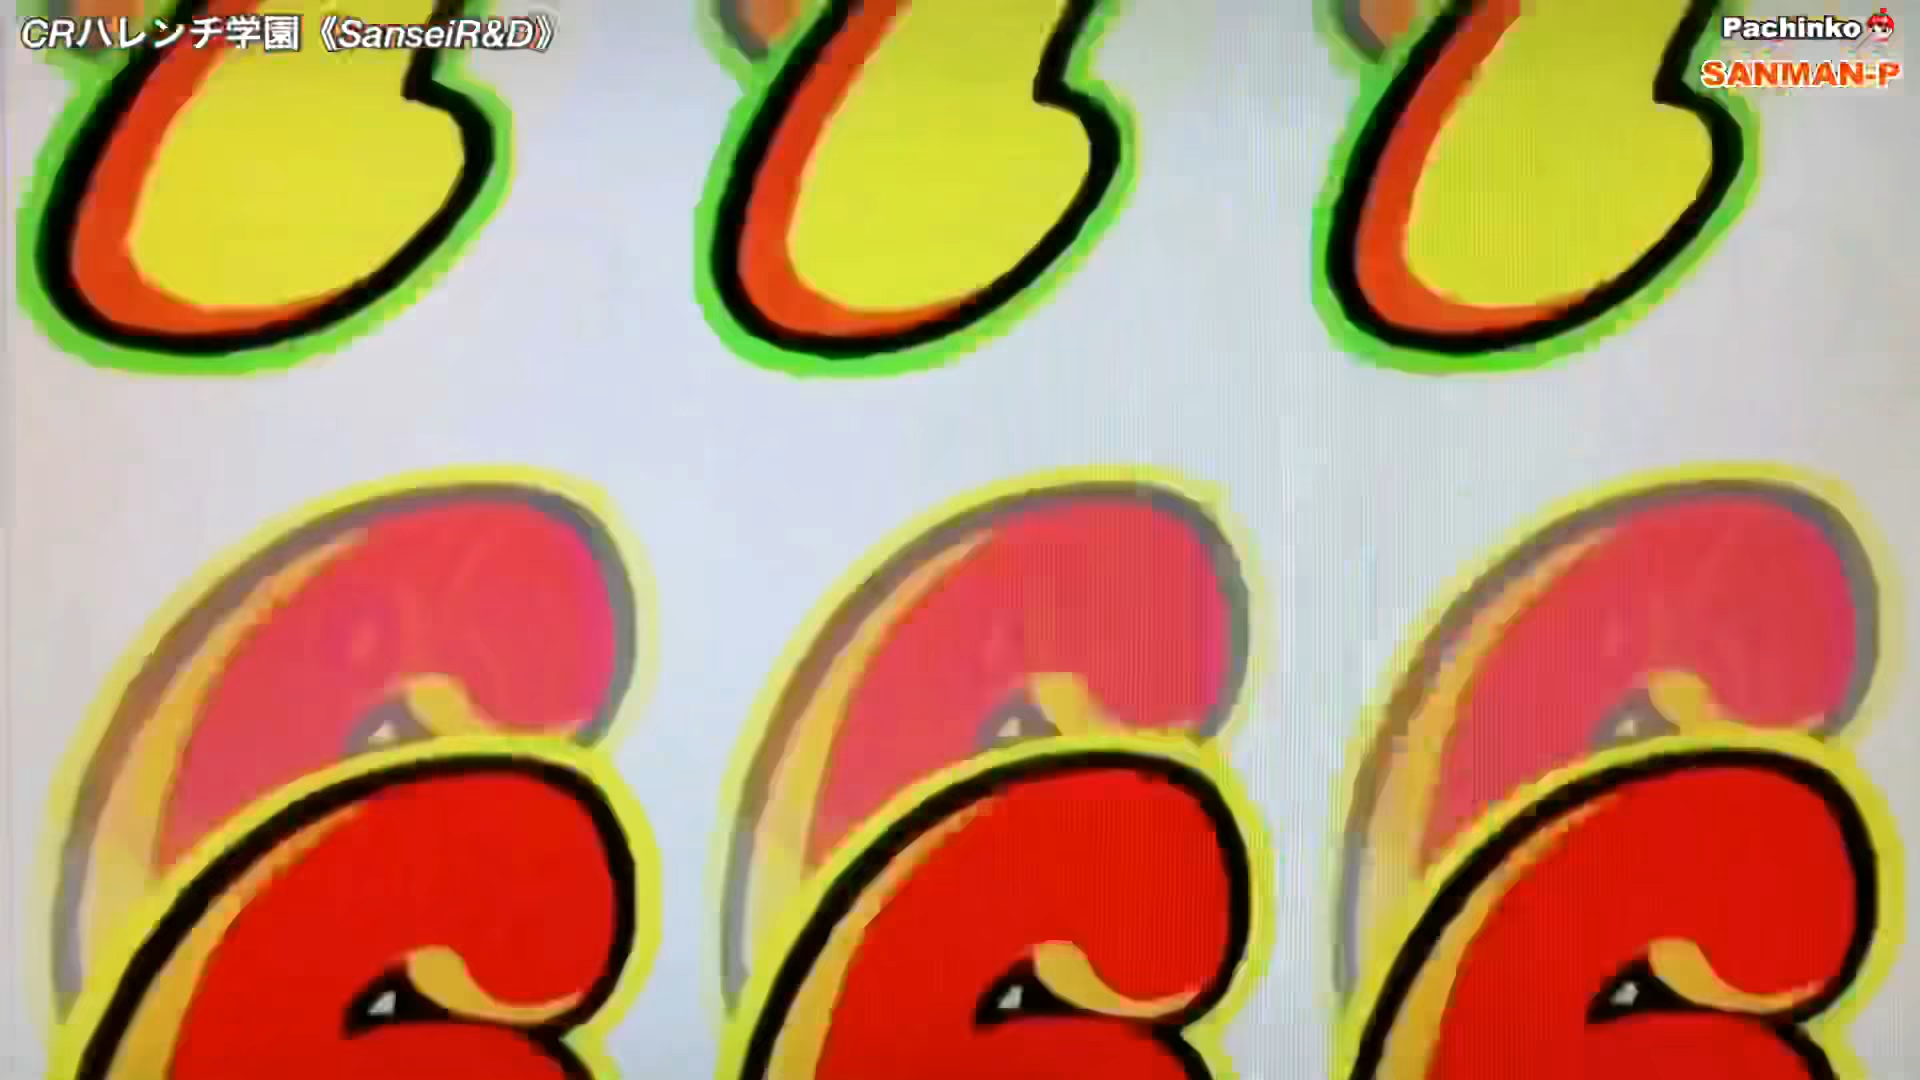 CRハレンチ学園《SanseiR&D》
Pachinko
SANMAN-P